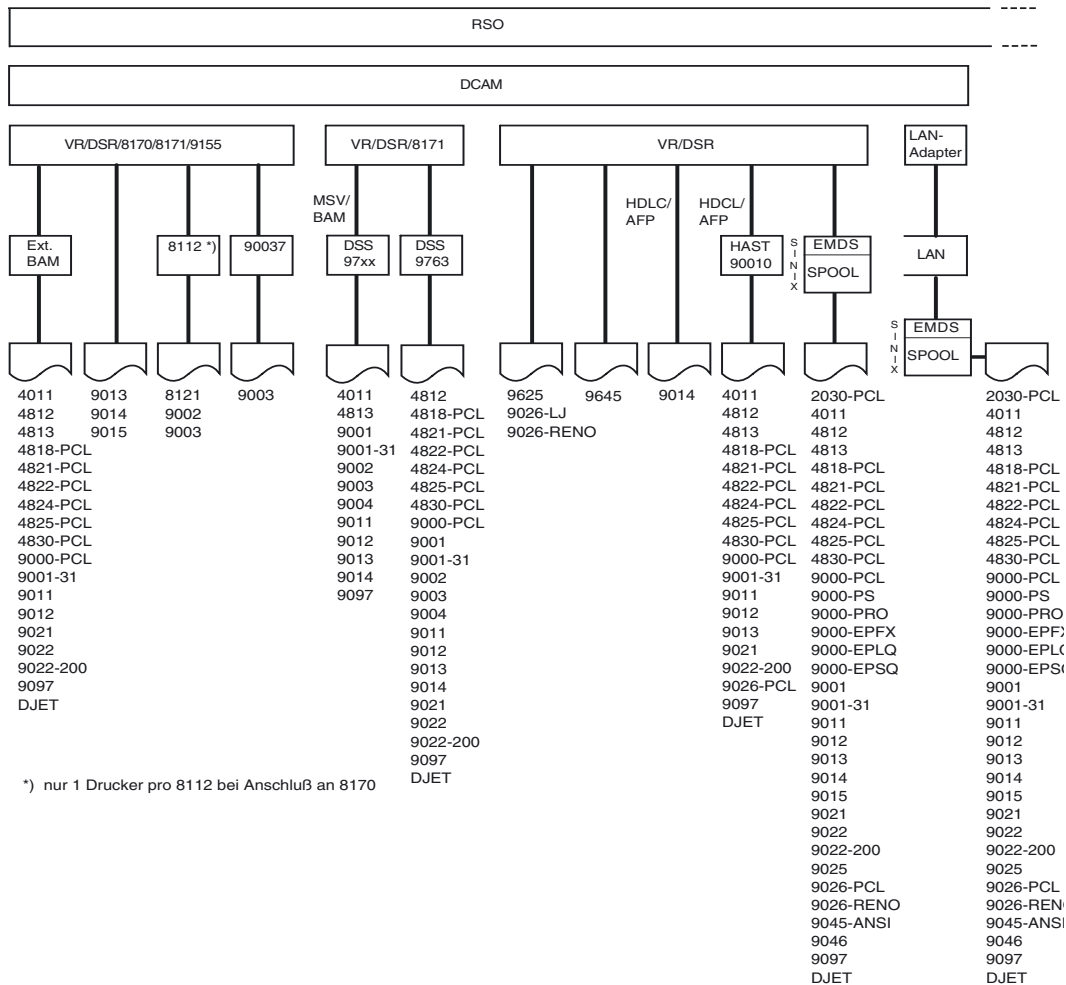 RSO
DCAM
VR/DSR/8170/8171/9155
VR/DSR/8171
VR/DSR
LAN-
Adapter
MSV/
BAM
HDLC/
AFP
HDCL/
AFP
Ext.
BAM
8112 *)
90037
DSS
97xx
DSS
9763
HAST
90010
SINIX
EMDS
SPOOL
LAN
SINIX
EMDS
SPOOL
4011
4812
4813
4818-PCL
4821-PCL
4822-PCL
4824-PCL
4825-PCL
4830-PCL
9000-PCL
9001-31
9011
9012
9021
9022
9022-200
9097
DJET
9013
9014
9015
8121
9002
9003
9003
4011
4813
9001
9001-31
9002
9003
9004
9011
9012
9013
9014
9097
4812
4818-PCL
4821-PCL
4822-PCL
4824-PCL
4825-PCL
4830-PCL
9000-PCL
9001
9001-31
9002
9003
9004
9011
9012
9013
9014
9021
9022
9022-200
9097
DJET
9625
9026-LJ
9026-RENO
9645
9014
4011
4812
4813
4818-PCL
4821-PCL
4822-PCL
4824-PCL
4825-PCL
4830-PCL
9000-PCL
9001-31
9011
9012
9013
9021
9022-200
9026-PCL
9097
DJET
2030-PCL
4011
4812
4813
4818-PCL
4821-PCL
4822-PCL
4824-PCL
4825-PCL
4830-PCL
9000-PCL
9000-PS
9000-PRO
9000-EPFX
9000-EPLQ
9000-EPSQ
9001
9001-31
9011
9012
9013
9014
9015
9021
9022
9022-200
9025
9026-PCL
9026-RENO
9045-ANSI
9046
9097
DJET
2030-PCL
4011
4812
4813
4818-PCL
4821-PCL
4822-PCL
4824-PCL
4825-PCL
4830-PCL
9000-PCL
9000-PS
9000-PRO
9000-EPF
9000-EPL
9000-EPS
9001
9001-31
9011
9012
9013
9014
9015
9021
9022
9022-200
9025
9026-PCL
9026-REN
9045-ANSI
9046
9097
DJET
*) nur 1 Drucker pro 8112 bei Anschluß an 8170